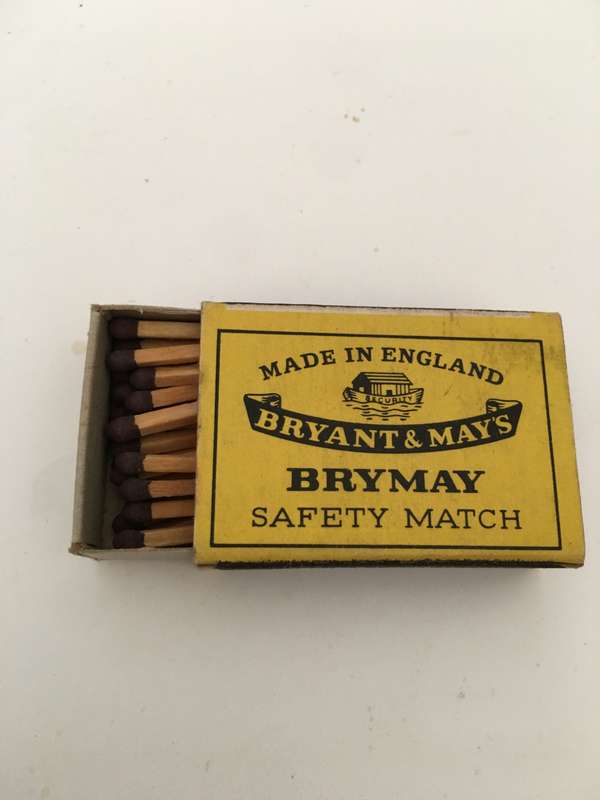 MADE IN ENGLAND
SECURITY
BRYANT & MAY'S
BRYMAY
SAFETY MATCH